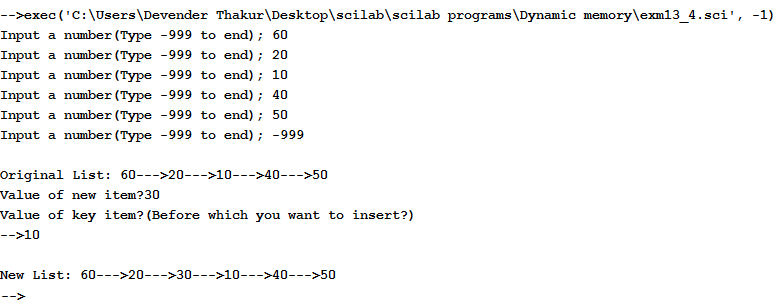 -->exec('C:\Users\Devender Thakur\Desktop\scilab\scilab programs\Dynamic memory\exm13_4.sci', -1)
Input a number(Type -999 to end); 60
Input a number(Type -999 to end); 20
Input a number(Type -999 to end); 10
Input a number(Type -999 to end); 40
Input a number(Type -999 to end); 50
Input a number(Type -999 to end); -999
Original List: 60--->20--->10--->40--->50
Value of new item?30
Value of key item?(Before which you want to insert?)
-->10
New List: 60--->20--->30--->10--->40--->50
-->